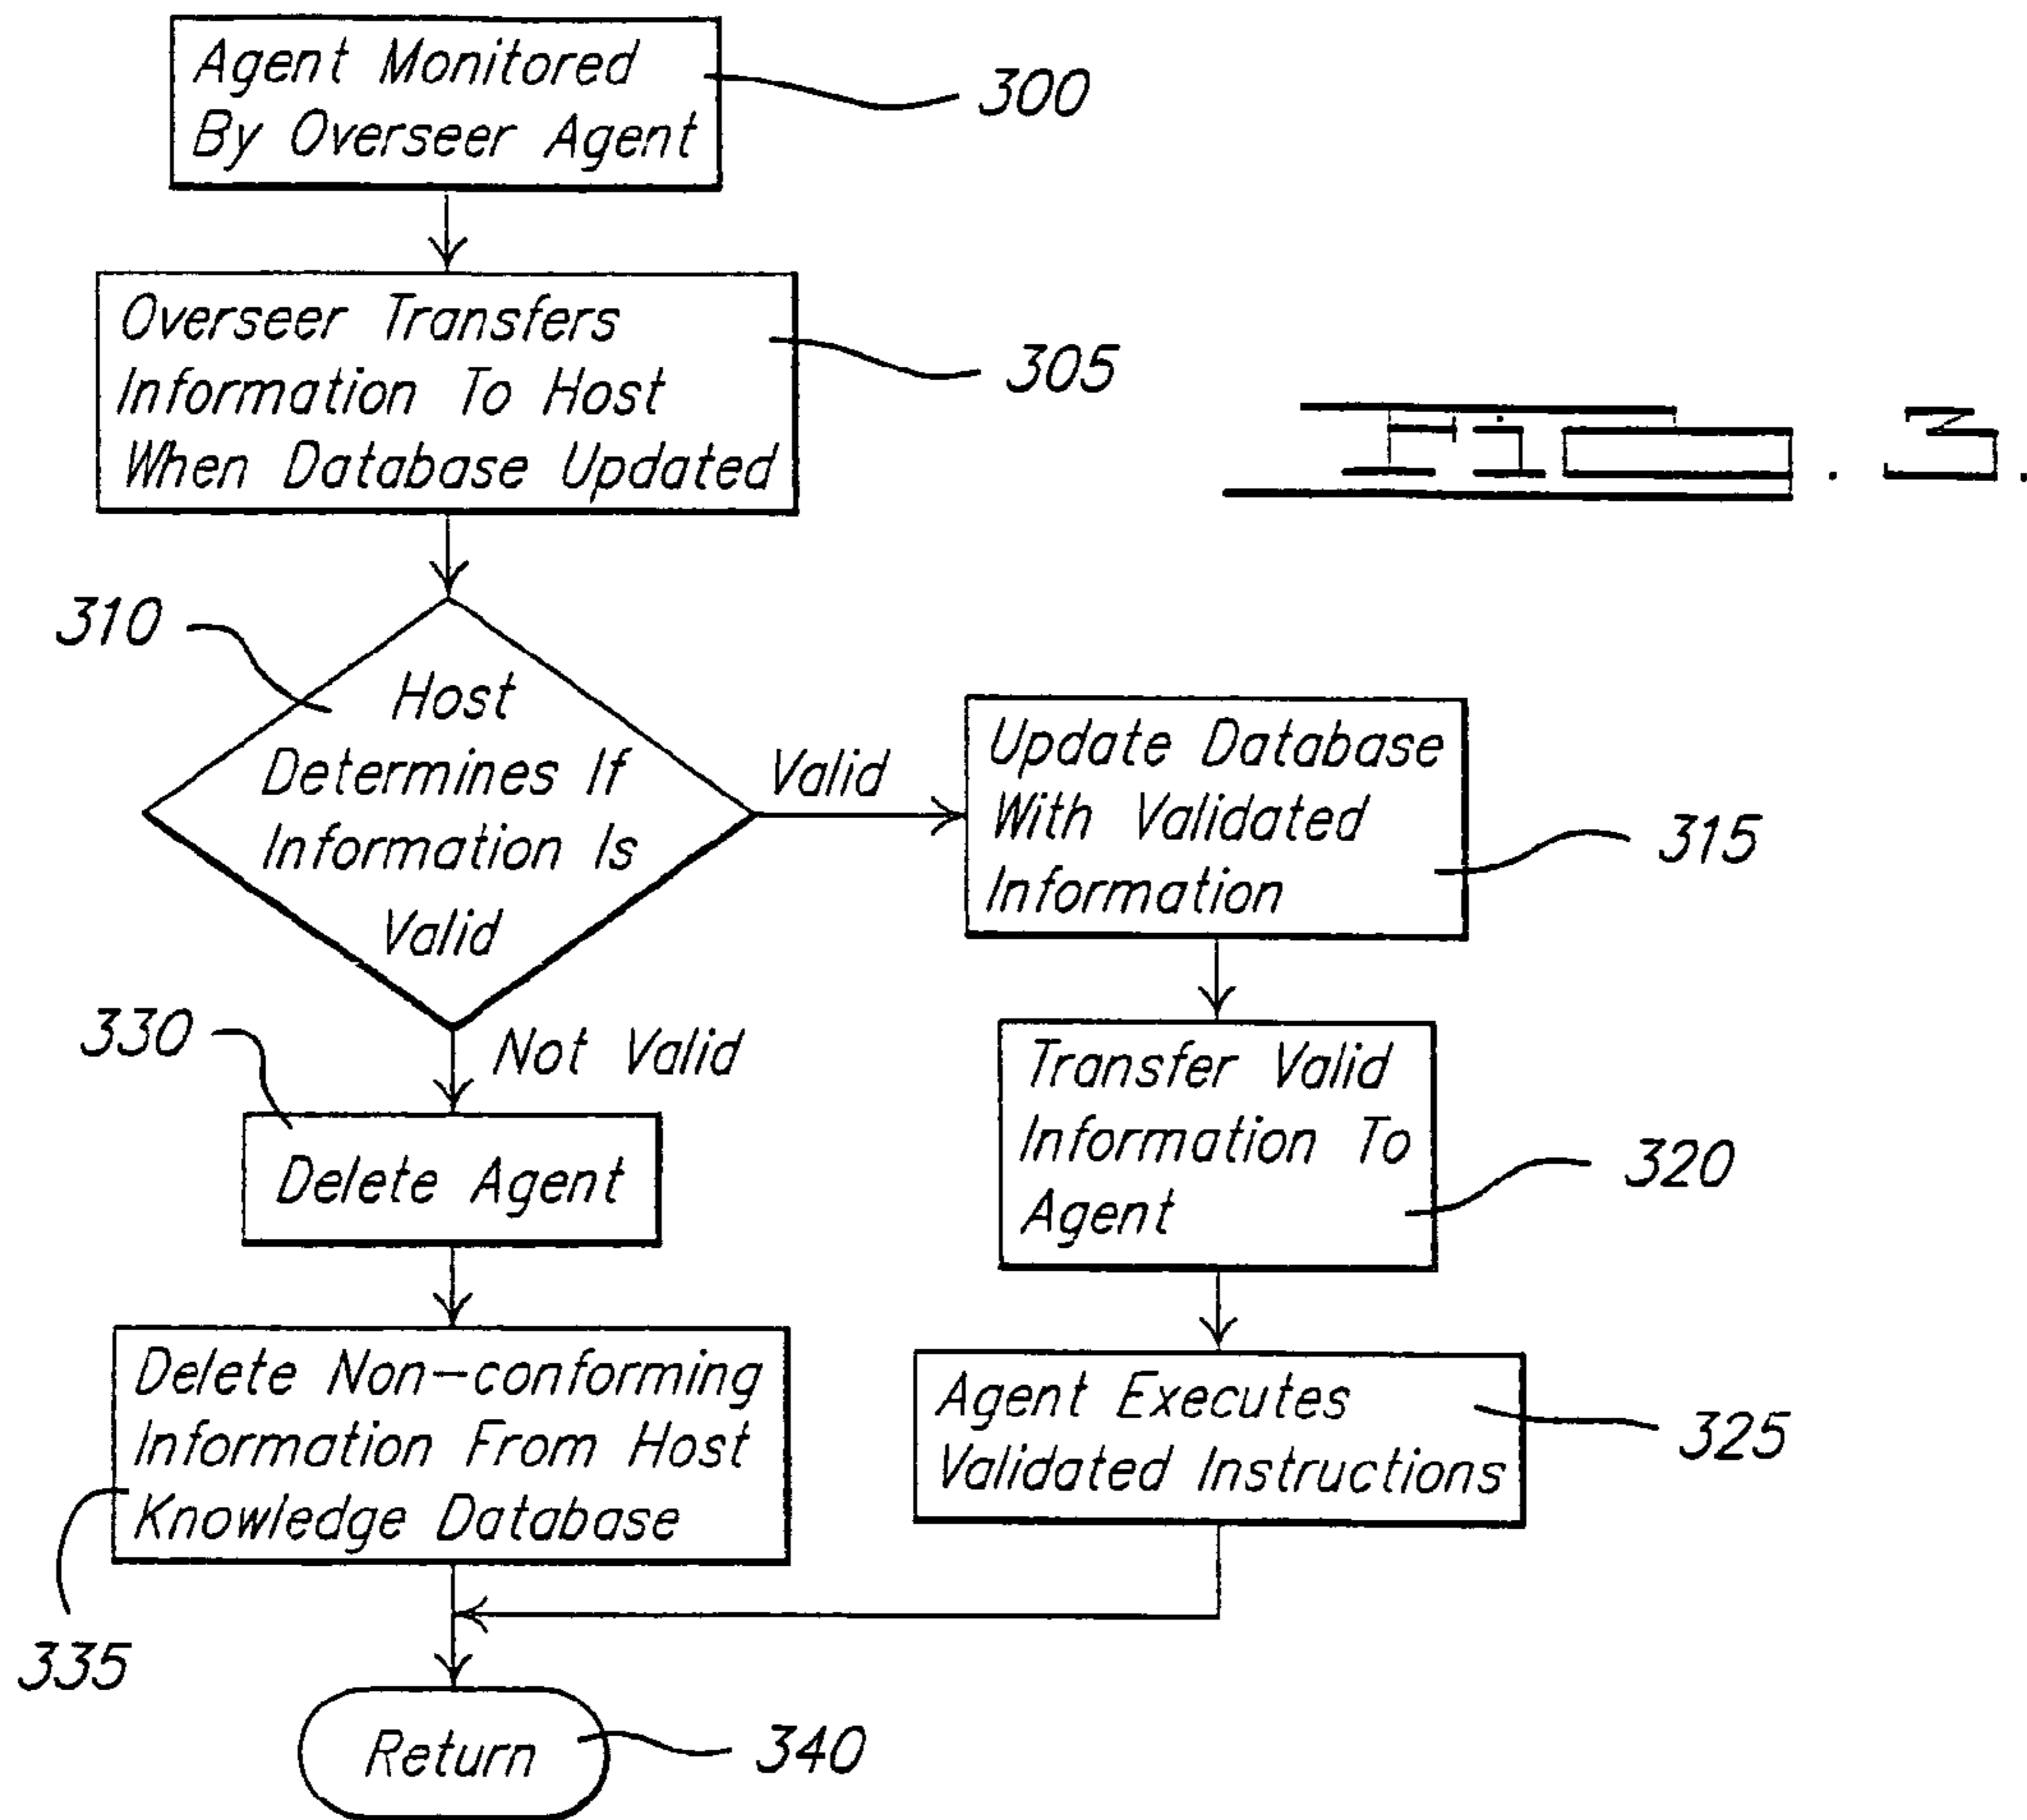 Agent Monitored
By Overseer Agent
300
Overseer Transfers
Information To Host
When Database Updated
305
FIG. 3.
310
Host
Determines If
Information Is
Valid
Valid
Update Database
With Validated
Information
315
330
Not Valid
Transfer Valid
Information To
Agent
320
Delete Agent
Delete Non-conforming
Information From Host
Knowledge Database
335
Agent Executes
Validated Instructions
325
Return
340